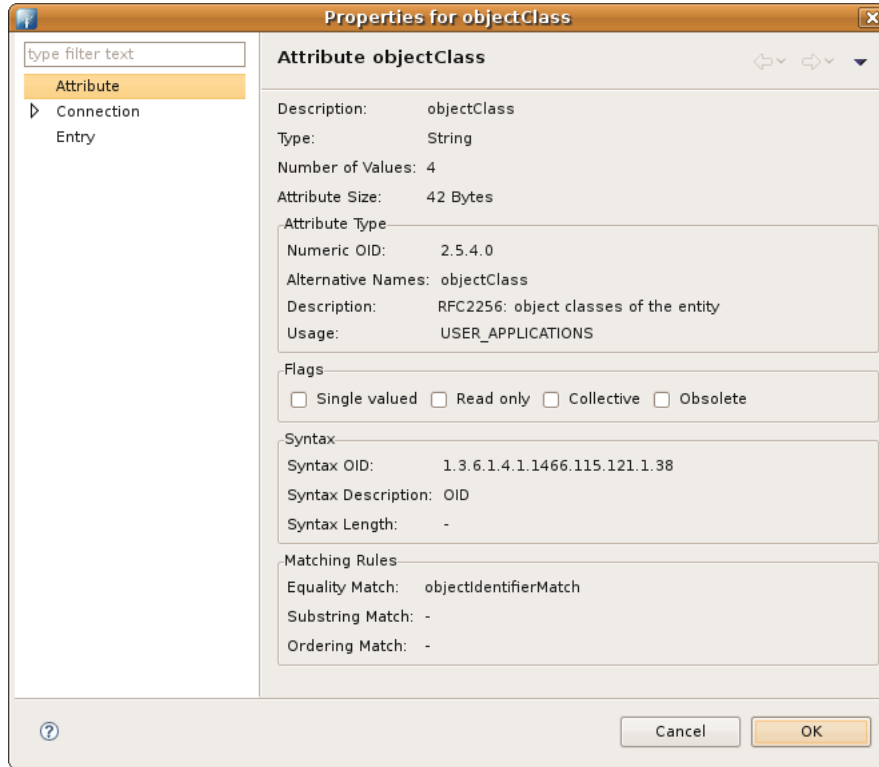 Properties for objectClass
type filter text
Attribute
Connection
Entry
Attribute objectClass
Description: objectClass
Type: String
Number of Values: 4
Attribute Size: 42 Bytes
Attribute Type
Numeric OID: 2.5.4.0
Alternative Names: objectClass
Description: RFC2256: object classes of the entity
Usage: USER_APPLICATIONS
Flags
Single valued Read only Collective Obsolete
Syntax
Syntax OID: 1.3.6.1.4.1.1466.115.121.1.38
Syntax Description: OID
Syntax Length: -
Matching Rules
Equality Match: objectIdentifierMatch
Substring Match: -
Ordering Match: -
Cancel OK